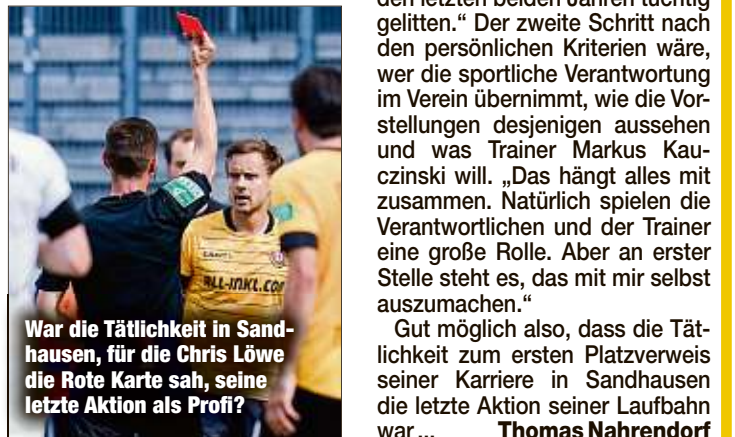 ALL-INKL.COM
War die Tätlichkeit in Sand-
hausen, für die Chris Löwe
die Rote Karte sah, seine
letzte Aktion als Profi?
den letzten beiden Jahren tüchtig
gelitten.“ Der zweite Schritt nach
den persönlichen Kriterien wäre,
wer die sportliche Verantwortung
im Verein übernimmt, wie die Vor-
stellungen desjenigen aussehen
und was Trainer Markus Kau-
czinski will. „Das hängt alles mit
zusammen. Natürlich spielen die
Verantwortlichen und der Trainer
eine große Rolle. Aber an erster
Stelle steht es, das mit mir selbst
auszumachen.“
Gut möglich also, dass die Tät-
lichkeit zum ersten Platzverweis
seiner Karriere in Sandhausen
die letzte Aktion seiner Laufbahn
war ... Thomas Nahrendorf